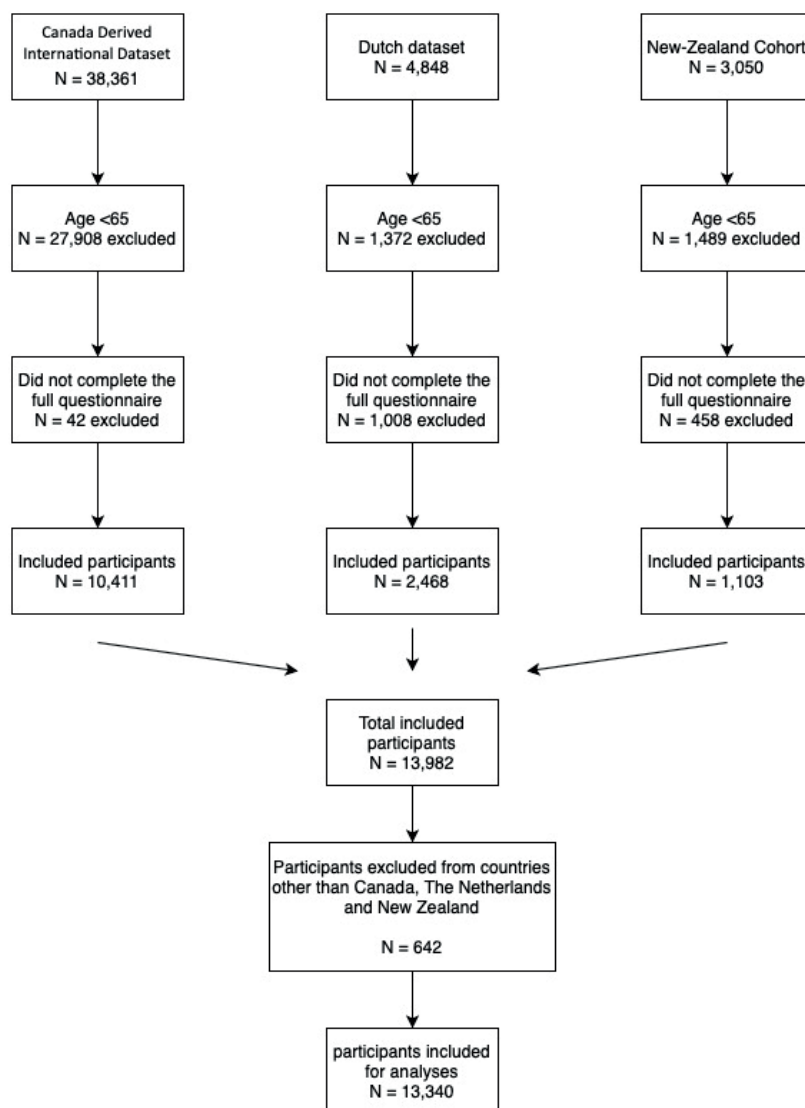 Canada Derived
International Dataset
N = 38,361
Dutch dataset
N = 4,848
New-Zealand Cohort
N = 3,050
Age <65
N = 27,908 excluded
Age <65
N = 1,372 excluded
Age <65
N = 1,489 excluded
Did not complete the
full questionnaire
N = 42 excluded
Did not complete the
full questionnaire
N = 1,008 excluded
Did not complete the
full questionnaire
N = 458 excluded
Included participants
N = 10,411
Included participants
N = 2,468
Included participants
N = 1,103
Total included
participants
N = 13,982
Participants excluded from countries
other than Canada, The Netherlands
and New Zealand
N = 642
participants included
for analyses
N = 13,340